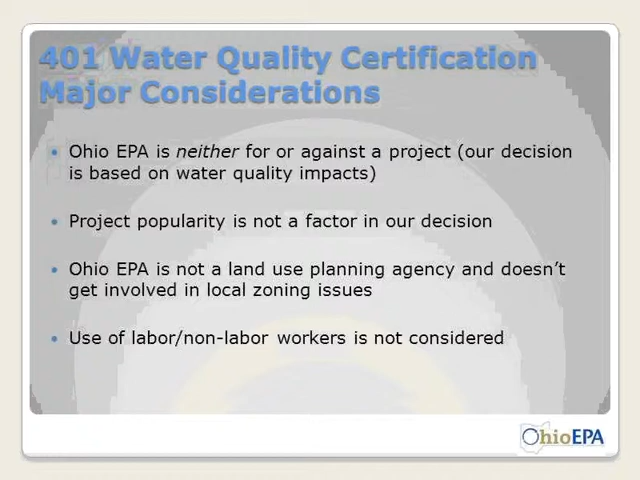 401 Water Quality Certification
Major Considerations
• Ohio EPA is neither for or against a project (our decision
is based on water quality impacts)
• Project popularity is not a factor in our decision
• Ohio EPA is not a land use planning agency and doesn’t
get involved in local zoning issues
• Use of labor/non-labor workers is not considered
OhioEPA